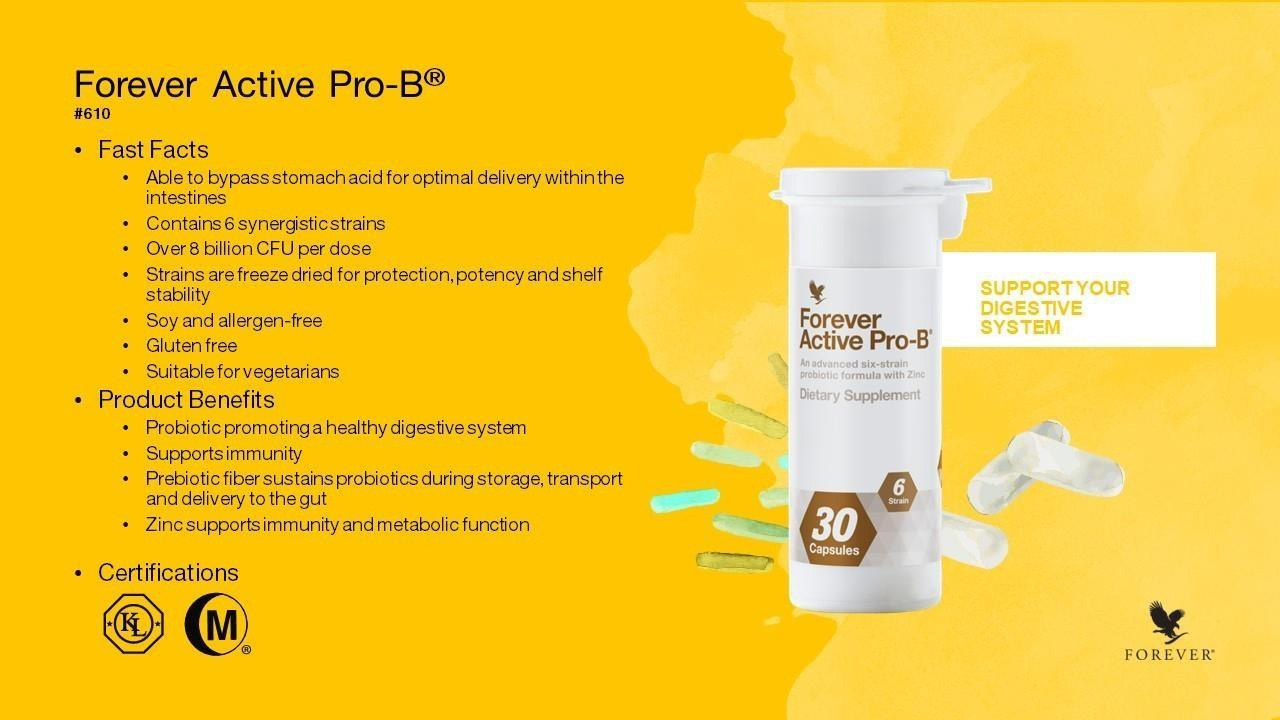 Forever Active Pro-B®
#610
• Fast Facts
• Able to bypass stomach acid for optimal delivery within the
intestines
• Contains 6 synergistic strains
• Over 8 billion CFU per dose
• Strains are freeze dried for protection, potency and shelf
stability
• Soy and allergen-free
• Gluten free
• Suitable for vegetarians
• Product Benefits
• Probiotic promoting a healthy digestive system
• Supports immunity
• Prebiotic fiber sustains probiotics during storage, transport
and delivery to the gut
• Zinc supports immunity and metabolic function
• Certifications
KL
M®
Forever
Active Pro-B®
An advanced six-strain
probiotic formula with Zinc
Dietary Supplement
6
Strain
30
Capsules
SUPPORT YOUR
DIGESTIVE
SYSTEM
FOREVER®